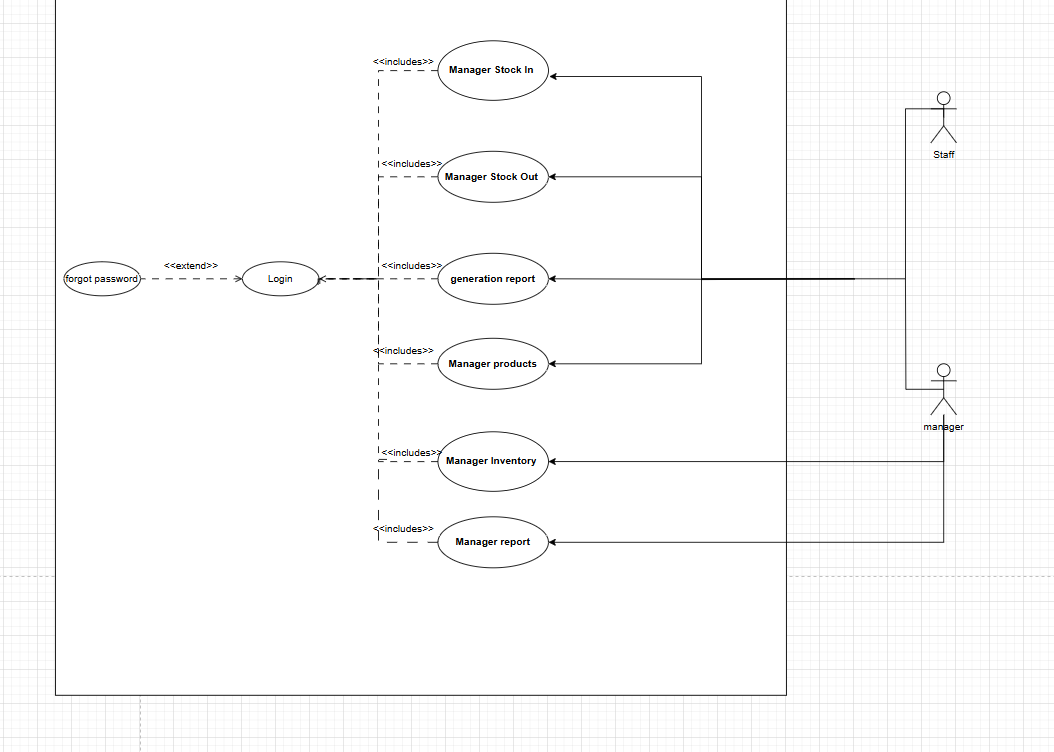 <<includes>>
Manager Stock In
Staff
<<includes>>
Manager Stock Out
<<extend>>
<<includes>>
forgot password
Login
generation report
<<includes>>
Manager products
manager
<<includes>>
Manager Inventory
<<includes>>
Manager report